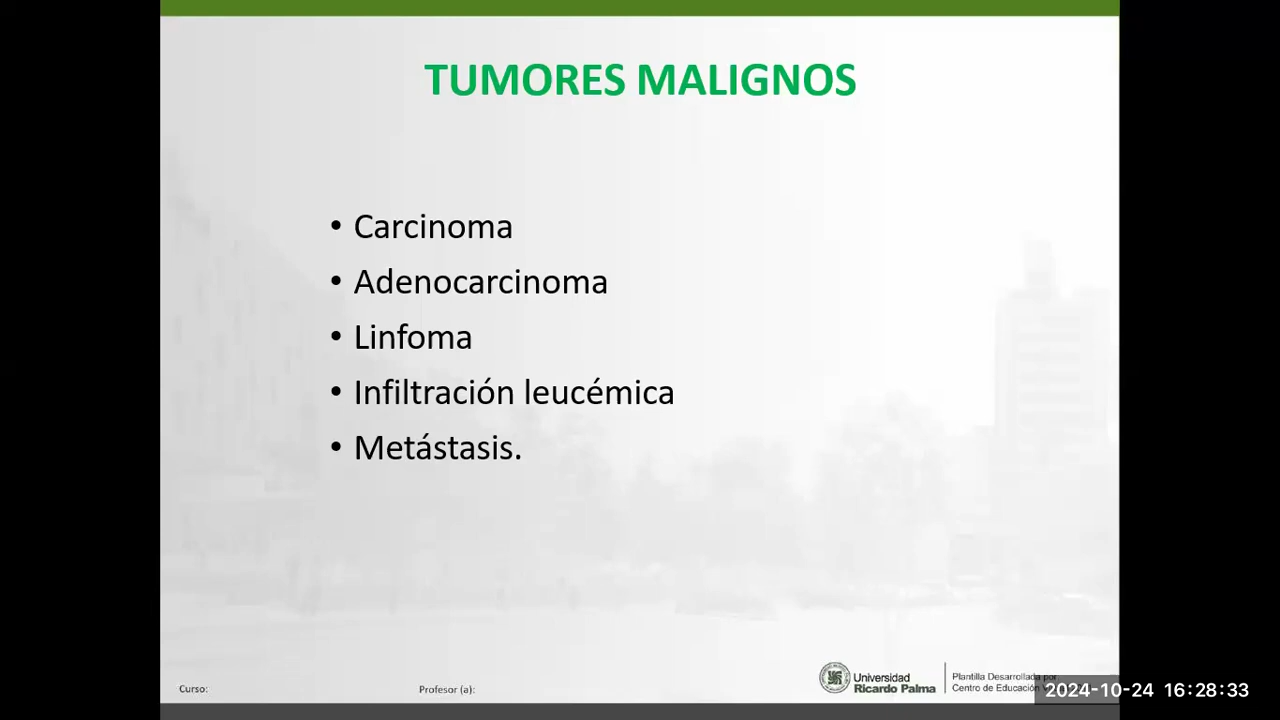 TUMORES MALIGNOS
• Carcinoma
• Adenocarcinoma
• Linfoma
• Infiltración leucémica
• Metástasis.
Curso:
Profesor (a):
Universidad
Ricardo Palma
Plantilla Desarrollada por
Centro de Educación
2024-10-24 16:28:33